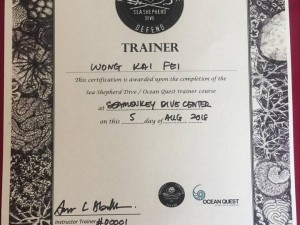 SEA SHEPHERD
DIVE
DEFEND
TRAINER
WONG KAI FEI
This certification is awarded upon the completion of the
Sea Shepherd Dive / Ocean Quest trainer course
at SEAMONKEY DIVE CENTER
on this 5 day of AUG 2018
Instructor Trainer #00001
OCEAN QUEST